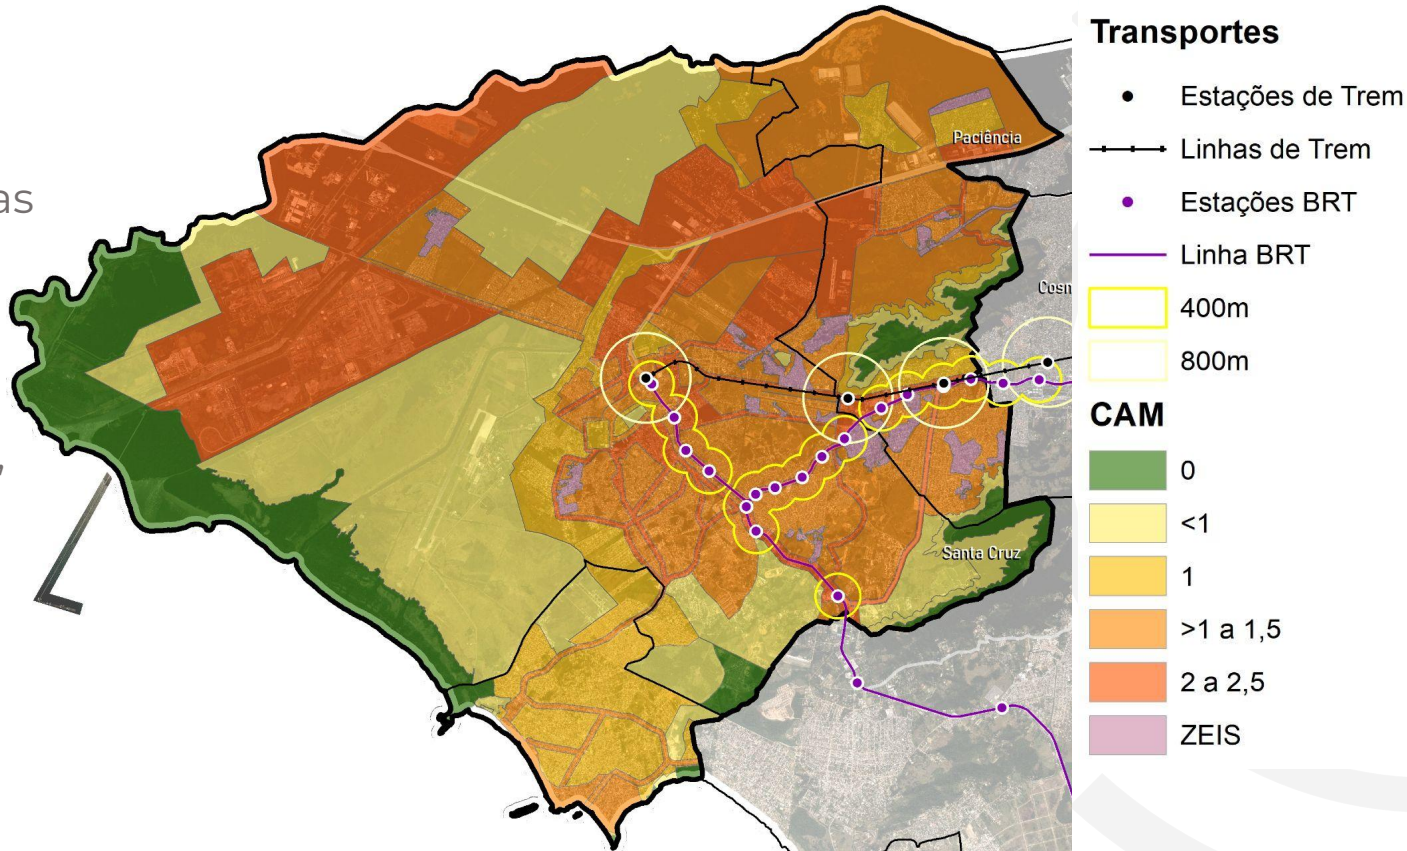 as
Paciência
Santa Cruz
Transportes
Estações de Trem
Linhas de Trem
Estações BRT
Linha BRT
400m
800m
CAM
0
<1
1
>1 a 1,5
2 a 2,5
ZEIS